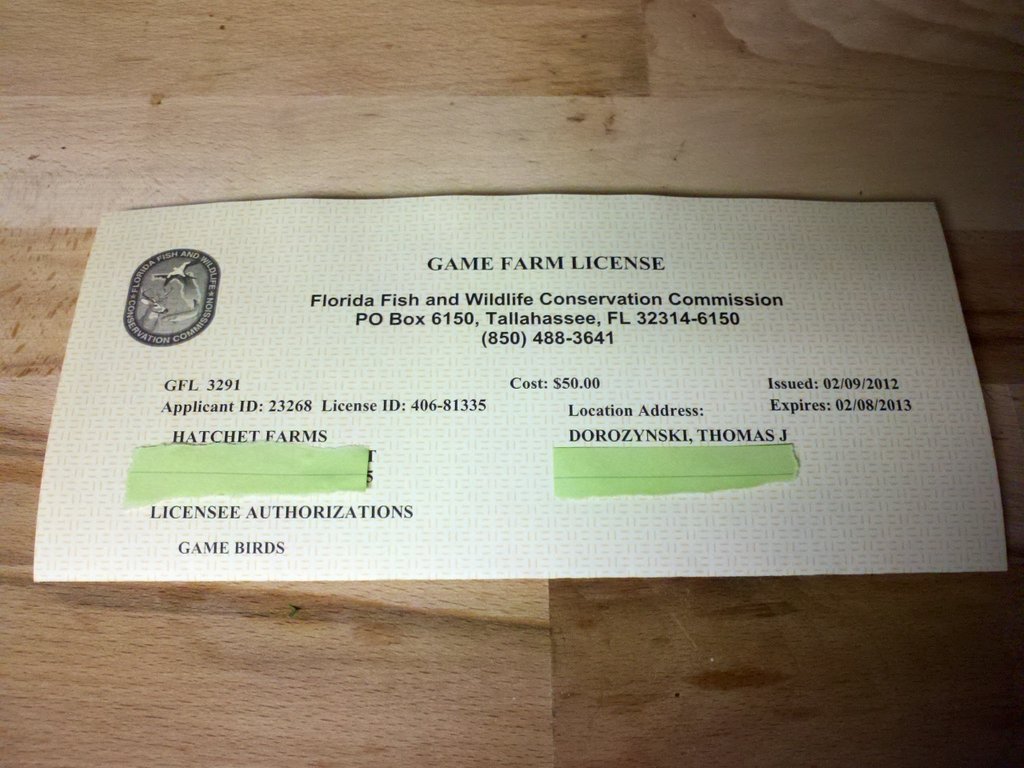 FLORIDA FISH AND WILDLIFE
CONSERVATION COMMISSION
GAME FARM LICENSE
Florida Fish and Wildlife Conservation Commission
PO Box 6150, Tallahassee, FL 32314-6150
(850) 488-3641
GFL 3291 Cost: $50.00 Issued: 02/09/2012
Applicant ID: 23268 License ID: 406-81335 Location Address: Expires: 02/08/2013
HATCHET FARMS DOROZYNSKI, THOMAS J
T
5
LICENSEE AUTHORIZATIONS
GAME BIRDS